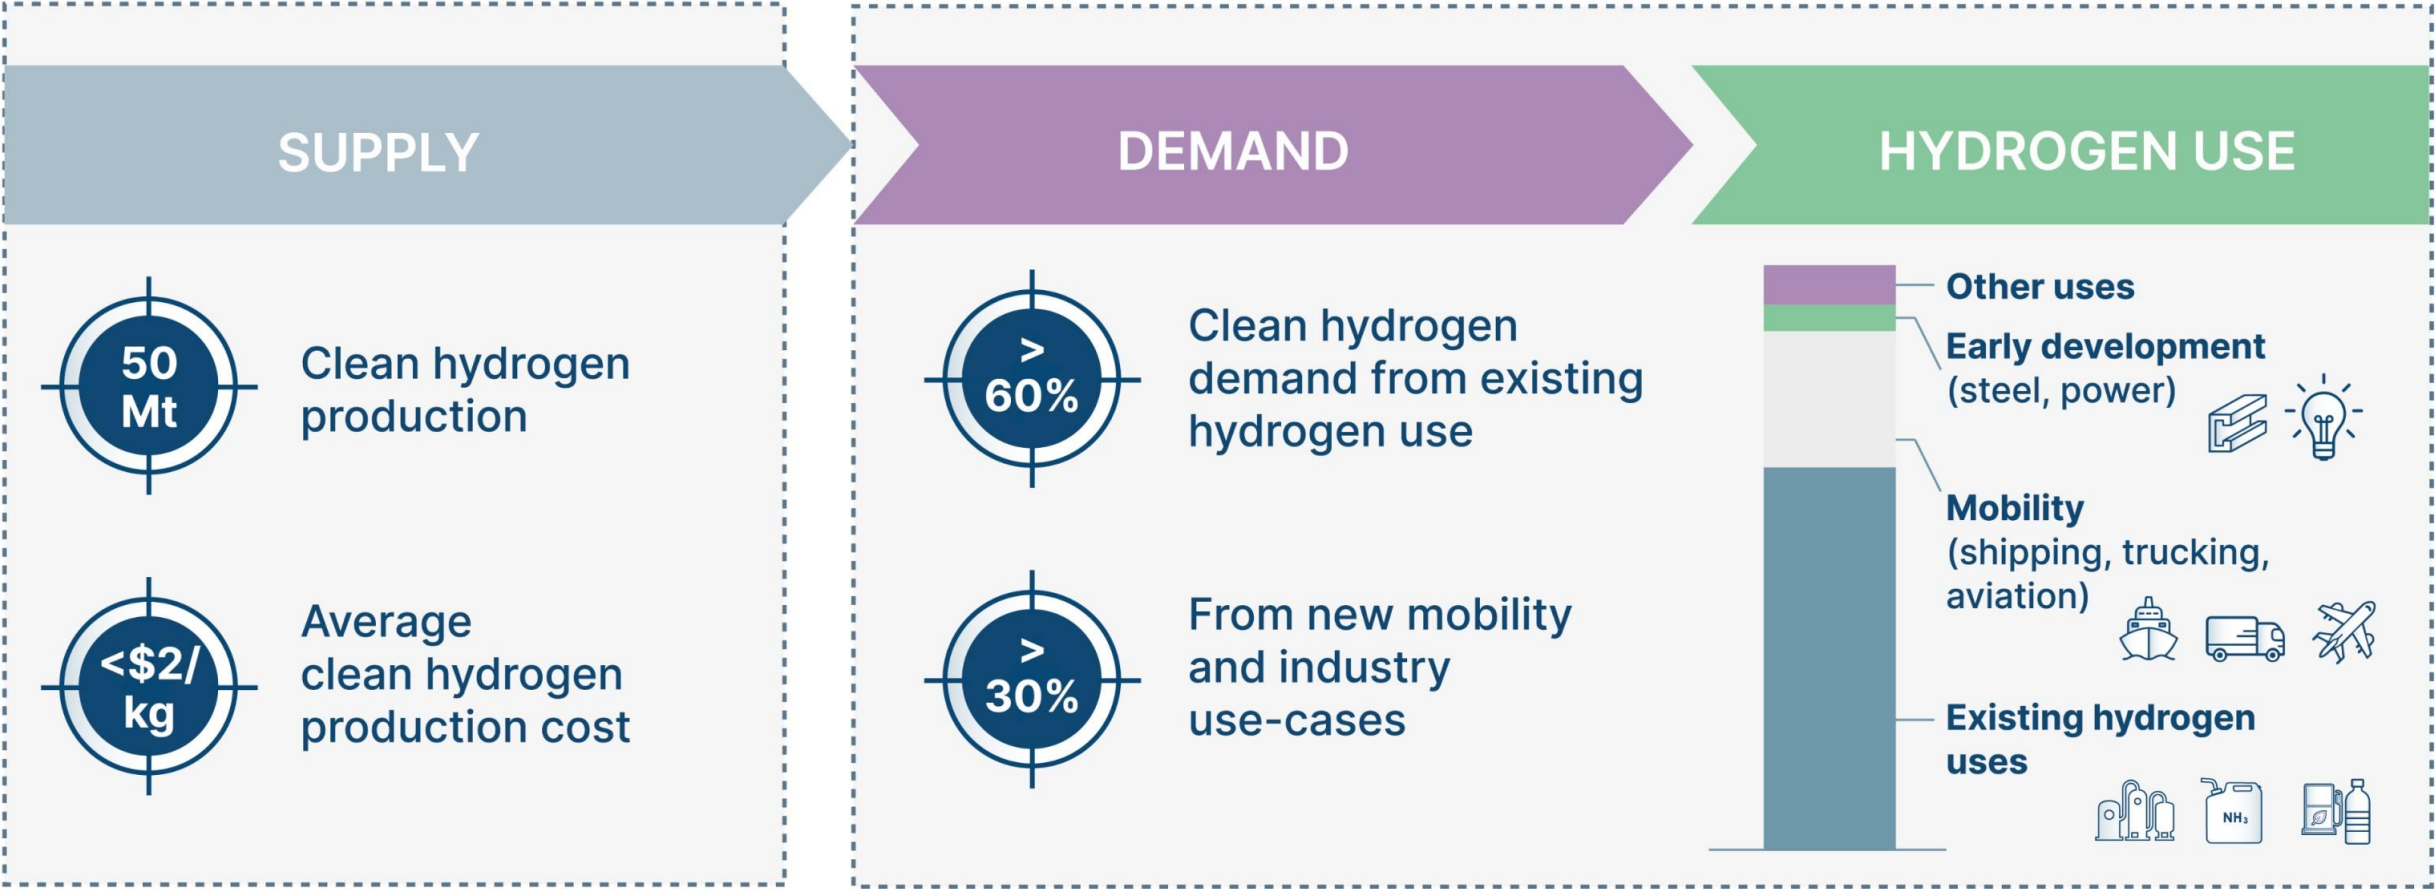 SUPPLY
50
Mt
Clean hydrogen
production
<$2/
kg
Average
clean hydrogen
production cost
DEMAND
>
60%
Clean hydrogen
demand from existing
hydrogen use
>
30%
From new mobility
and industry
use-cases
HYDROGEN USE
Other uses
Early development
(steel, power)
Mobility
(shipping, trucking,
aviation)
Existing hydrogen
uses
NH₃